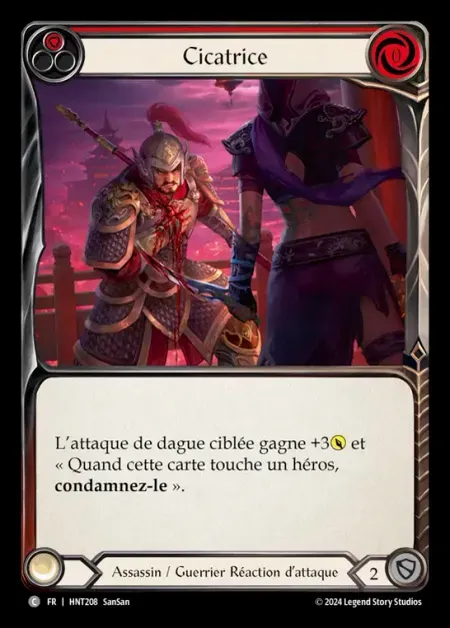 Cicatrice
0
L'attaque de dague ciblée gagne +3 et
« Quand cette carte touche un héros,
condamnez-le ».
Assassin / Guerrier Réaction d'attaque
2
C FR | HNT208 SanSan
© 2024 Legend Story Studios